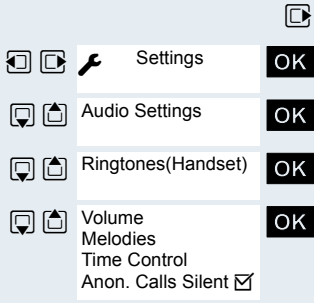 Settings OK
Audio Settings OK
Ringtones(Handset) OK
Volume OK
Melodies
Time Control
Anon. Calls Silent ☑